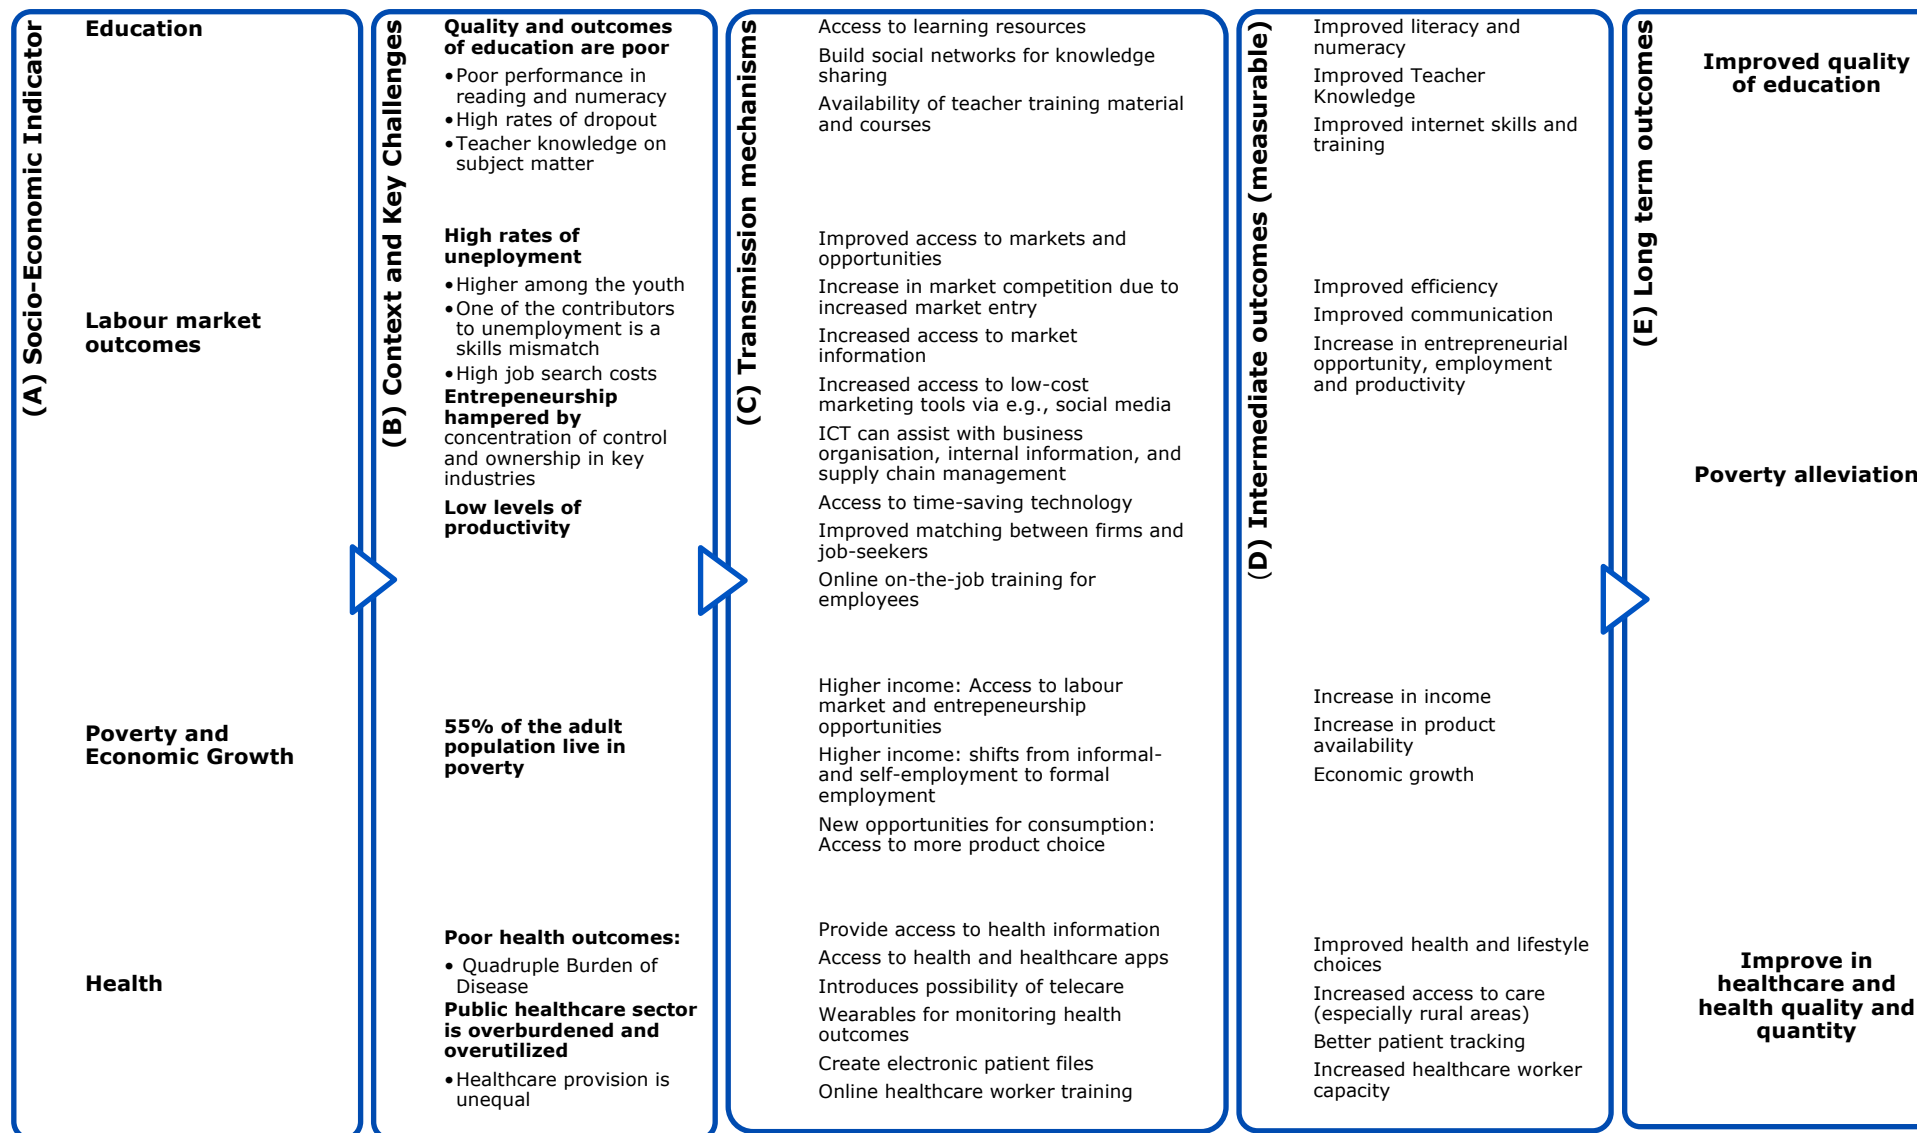 (A) Socio-Economic Indicator
Education
Labour market
outcomes
Poverty and
Economic Growth
Health
(B) Context and Key Challenges
Quality and outcomes
of education are poor
•Poor performance in
reading and numeracy
•High rates of dropout
•Teacher knowledge on
subject matter
High rates of
uneployment
•Higher among the youth
•One of the contributors
to unemployment is a
skills mismatch
•High job search costs
Entrepeneurship
hampered by
concentration of control
and ownership in key
industries
Low levels of
productivity
55% of the adult
population live in
poverty
Poor health outcomes:
• Quadruple Burden of
Disease
Public healthcare sector
is overburdened and
overutilized
•Healthcare provision is
unequal
(C) Transmission mechanisms
Access to learning resources
Build social networks for knowledge
sharing
Availability of teacher training material
and courses
Improved access to markets and
opportunities
Increase in market competition due to
increased market entry
Increased access to market
information
Increased access to low-cost
marketing tools via e.g., social media
ICT can assist with business
organisation, internal information, and
supply chain management
Access to time-saving technology
Improved matching between firms and
job-seekers
Online on-the-job training for
employees
Higher income: Access to labour
market and entrepeneurship
opportunities
Higher income: shifts from informal-
and self-employment to formal
employment
New opportunities for consumption:
Access to more product choice
Provide access to health information
Access to health and healthcare apps
Introduces possibility of telecare
Wearables for monitoring health
outcomes
Create electronic patient files
Online healthcare worker training
(D) Intermediate outcomes (measurable)
Improved literacy and
numeracy
Improved Teacher
Knowledge
Improved internet skills and
training
Improved efficiency
Improved communication
Increase in entrepreneurial
opportunity, employment
and productivity
Increase in income
Increase in product
availability
Economic growth
Improved health and lifestyle
choices
Increased access to care
(especially rural areas)
Better patient tracking
Increased healthcare worker
capacity
(E) Long term outcomes
Improved quality
of education
Poverty alleviation
Improve in
healthcare and
health quality and
quantity